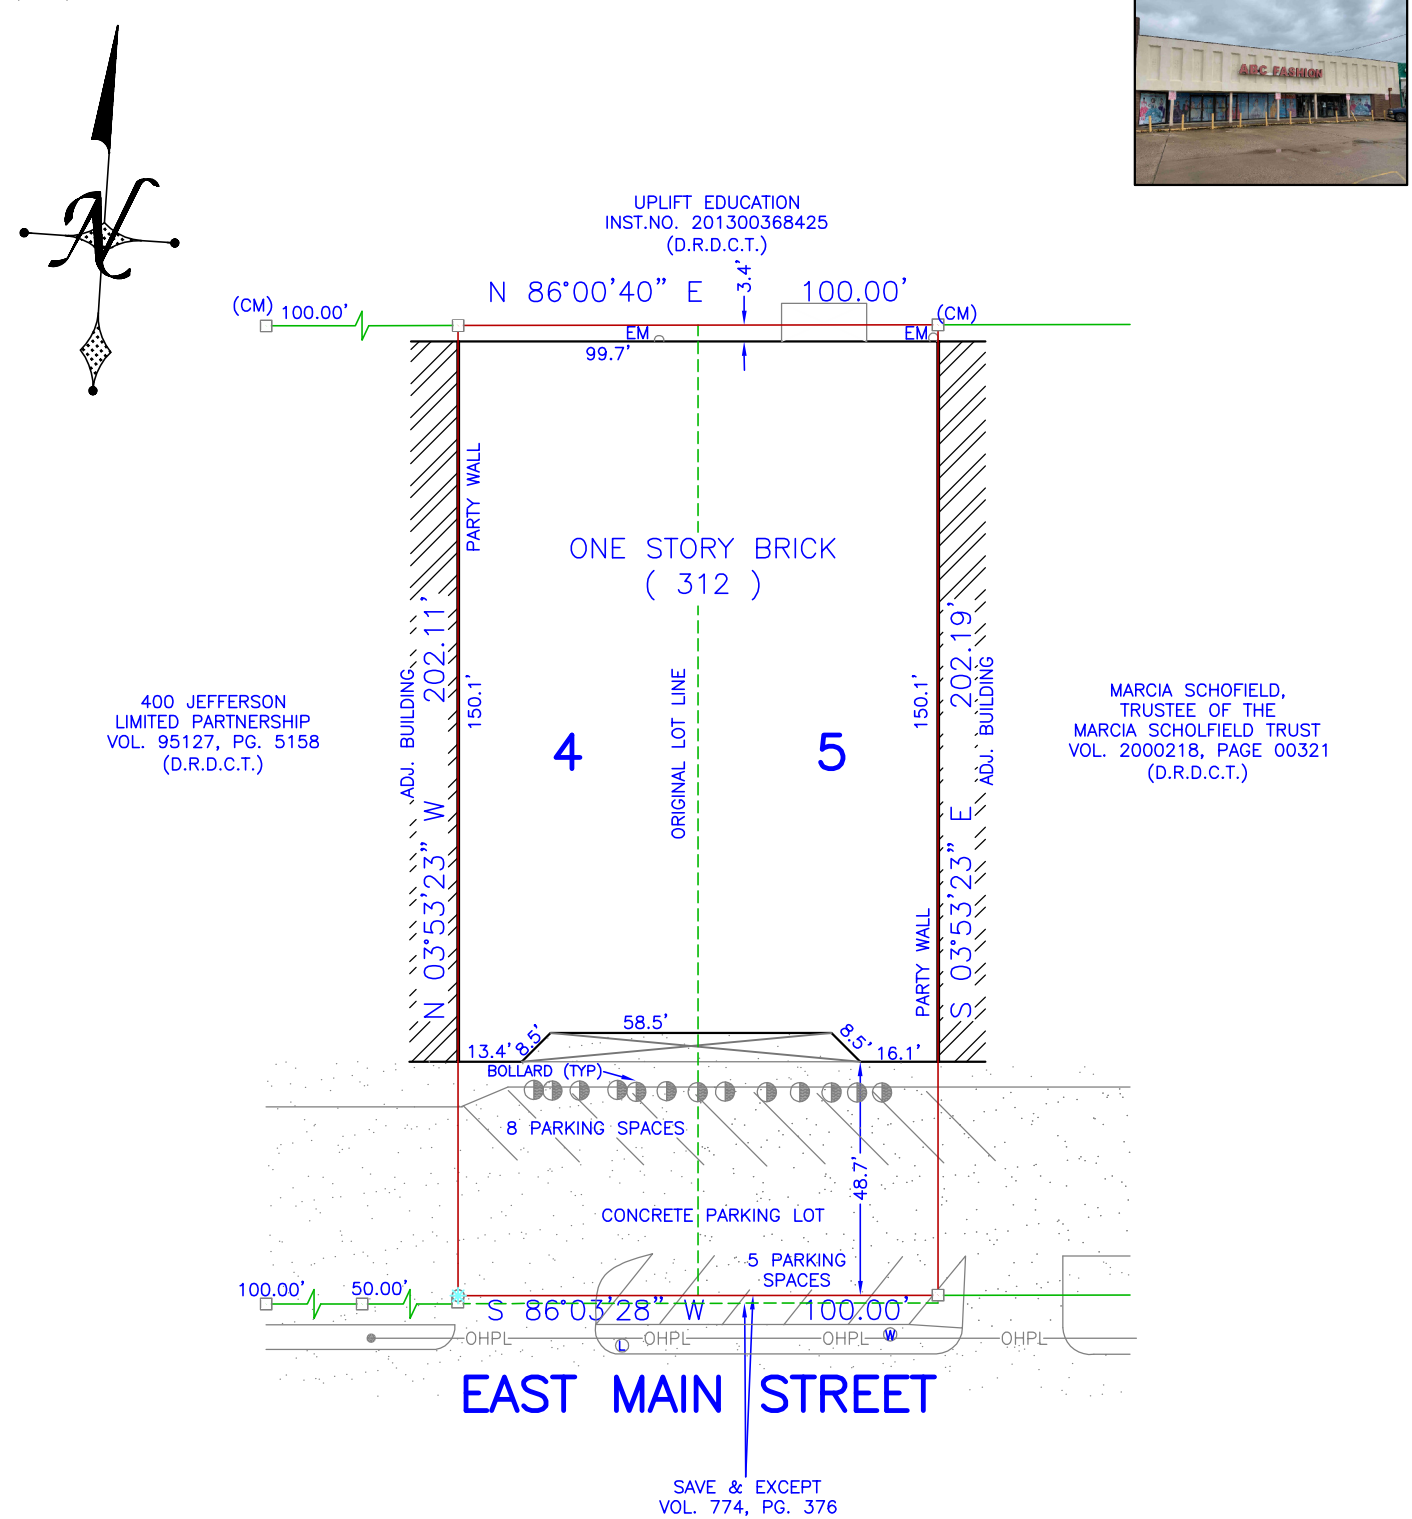 ABC FASHION
N
UPLIFT EDUCATION
INST.NO. 201300368425
(D.R.D.C.T.)
3.4'
N 86°00'40" E 100.00'
(CM) 100.00'
(CM)
EM
EM
99.7'
PARTY WALL
ONE STORY BRICK
( 312 )
N 03°53'23" W 202.11'
S 03°53'23" E 202.19'
ADJ. BUILDING
ADJ. BUILDING
150.1'
150.1'
ORIGINAL LOT LINE
400 JEFFERSON
LIMITED PARTNERSHIP
VOL. 95127, PG. 5158
(D.R.D.C.T.)
4
5
MARCIA SCHOFIELD,
TRUSTEE OF THE
MARCIA SCHOLFIELD TRUST
VOL. 2000218, PAGE 00321
(D.R.D.C.T.)
PARTY WALL
13.4'
8.5'
58.5'
8.5'
16.1'
BOLLARD (TYP)
8 PARKING SPACES
48.7'
CONCRETE PARKING LOT
5 PARKING
SPACES
100.00'
50.00'
S 86°03'28" W 100.00'
OHPL
OHPL
OHPL
OHPL
L
W
EAST MAIN STREET
SAVE & EXCEPT
VOL. 774, PG. 376